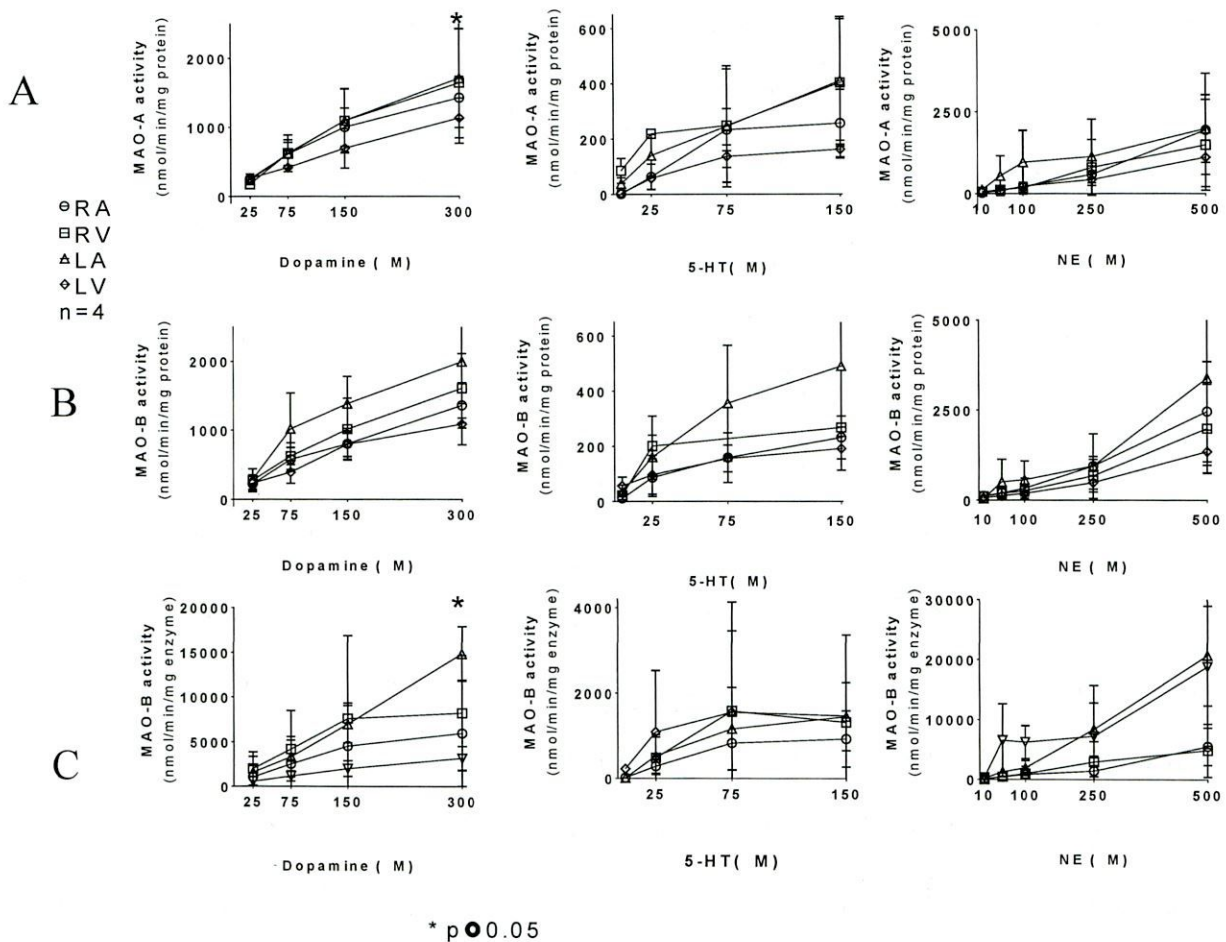 A
MAO-A activity
(nmol/min/mg protein)
2000
1000
0
*
25 75 150 300
Dopamine ( M)
MAO-A activity
(nmol/min/mg protein)
600
400
200
0
25 75 150
5-HT( M)
MAO-A activity
(nmol/min/mg protein)
5000
2500
0
10 100 250 500
NE ( M)
RA
RV
LA
LV
n=4
B
MAO-B activity
(nmol/min/mg protein)
2000
1000
0
25 75 150 300
Dopamine ( M)
MAO-B activity
(nmol/min/mg protein)
600
400
200
0
25 75 150
5-HT( M)
MAO-B activity
(nmol/min/mg protein)
5000
2500
0
10 100 250 500
NE ( M)
C
MAO-B activity
(nmol/min/mg enzyme)
20000
15000
10000
5000
0
*
25 75 150 300
Dopamine ( M)
MAO-B activity
(nmol/min/mg enzyme)
4000
2000
0
25 75 150
5-HT( M)
MAO-B activity
(nmol/min/mg enzyme)
30000
20000
10000
0
10 100 250 500
NE ( M)
* p 0.05